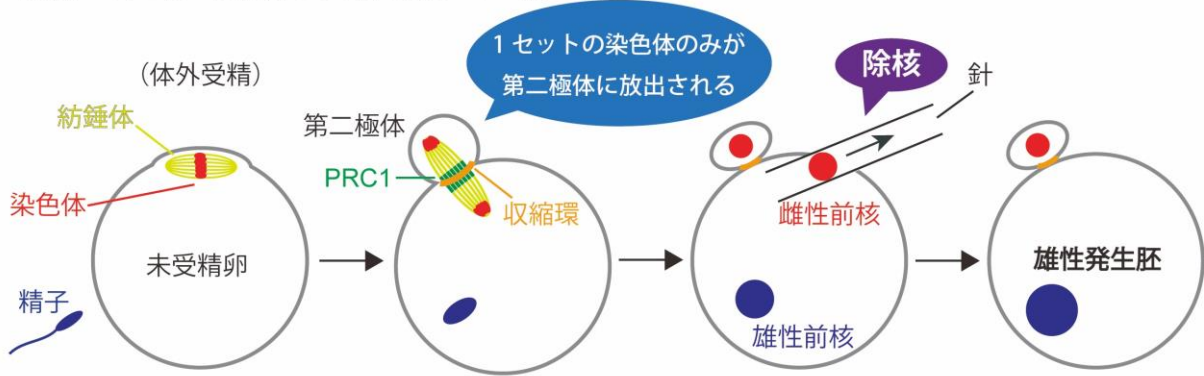 （体外受精）
紡錘体
染色体
未受精卵
精子
1 セットの染色体のみが
第二極体に放出される
第二極体
PRC1
収縮環
除核
針
雌性前核
雄性前核
雄性発生胚